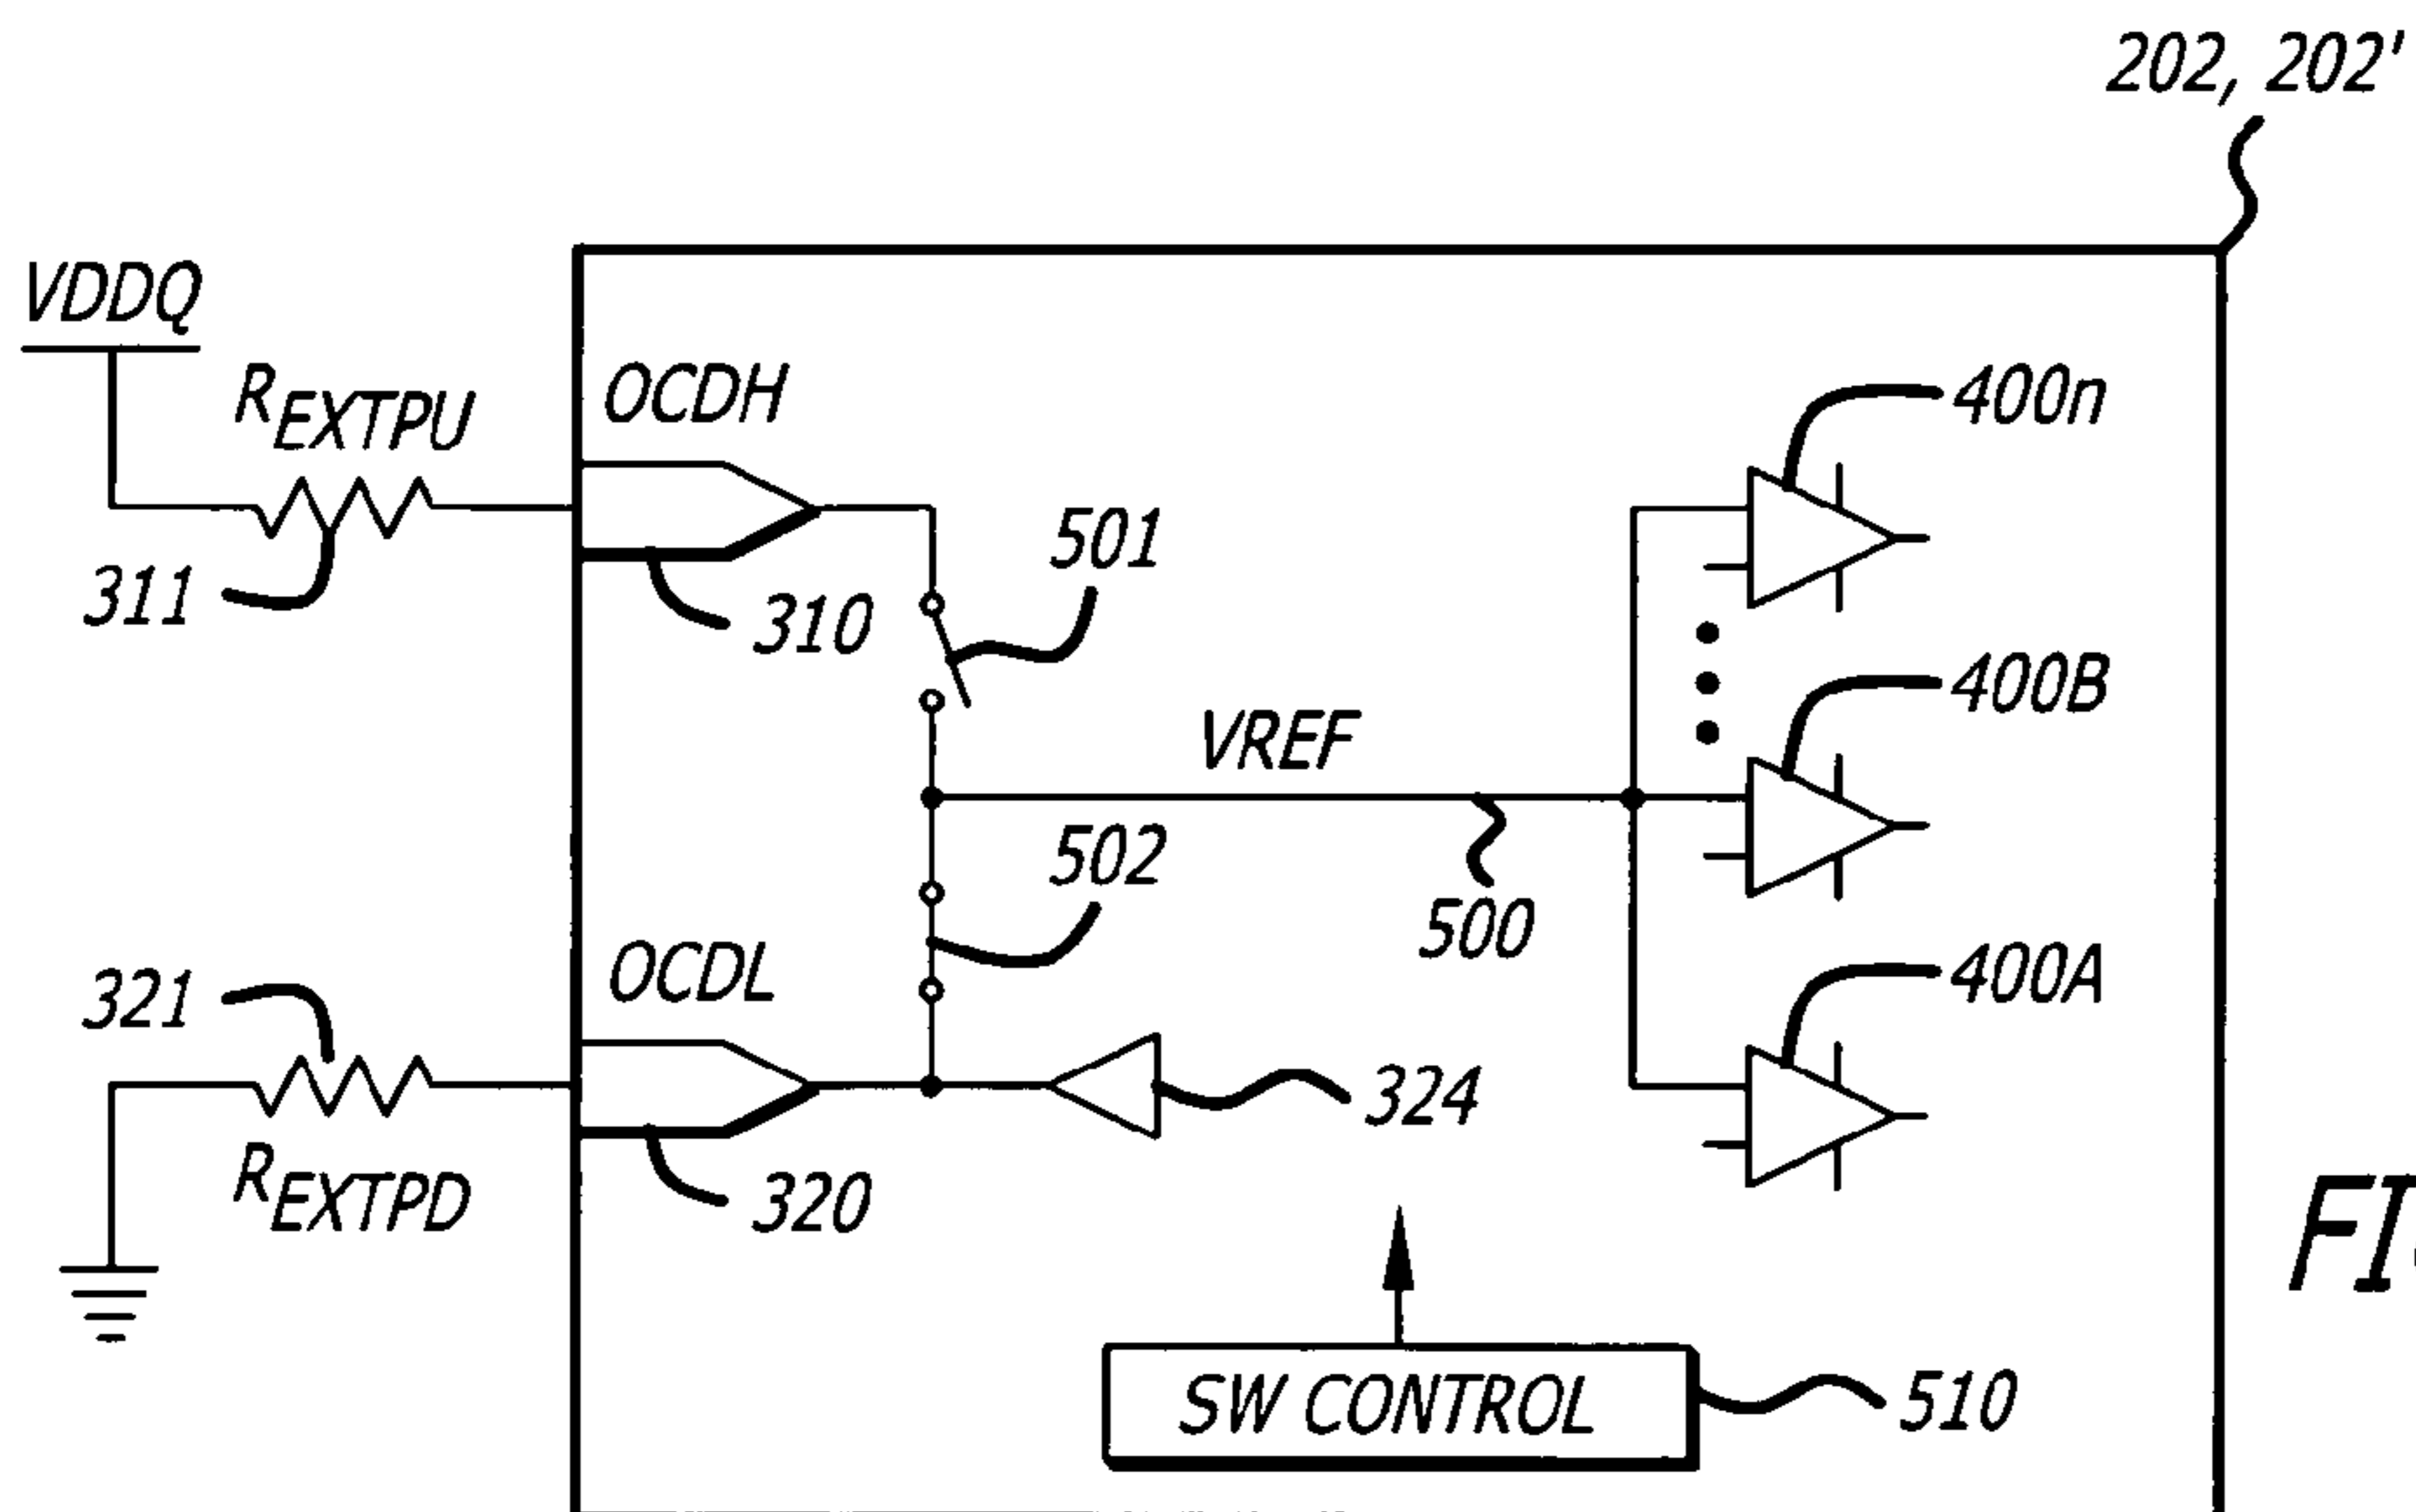 202, 202'
VDDQ
REXTPU
OCDH
400n
311
310
501
400B
VREF
502
500
321
OCDL
400A
324
REXTPD
320
SW CONTROL
510